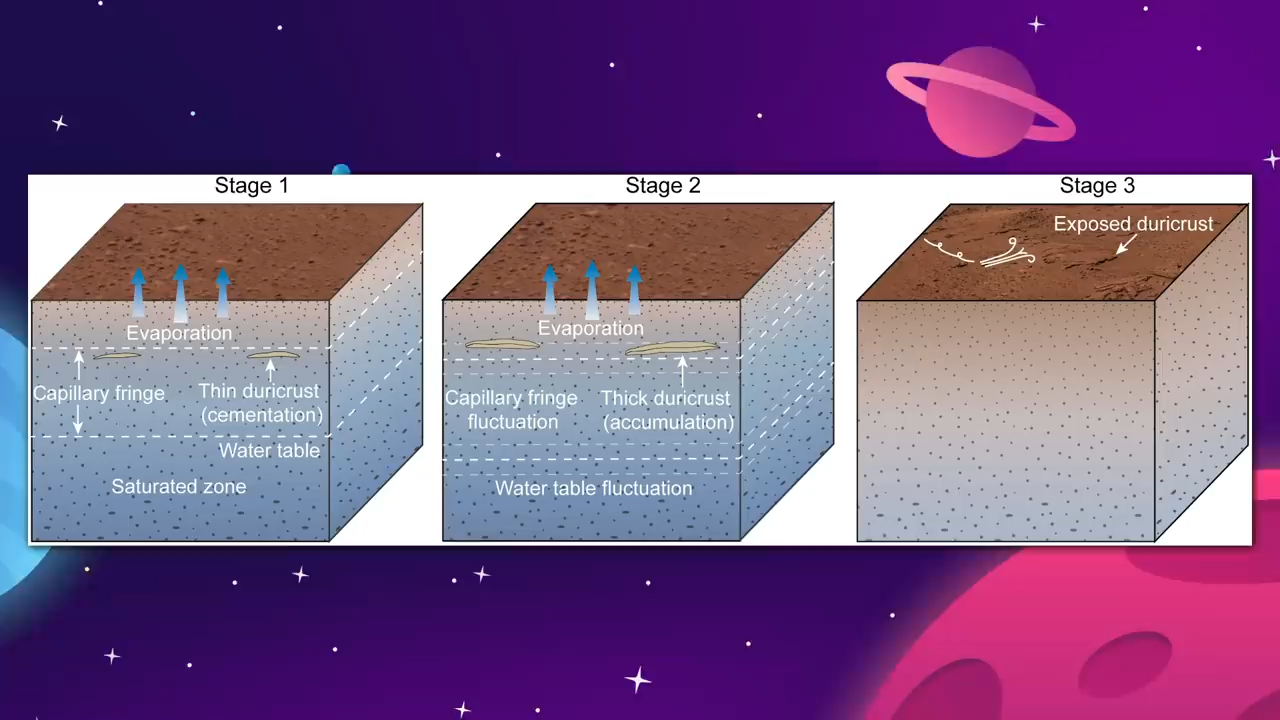 Stage 1
Evaporation
Capillary fringe
Thin duricrust
(cementation)
Water table
Saturated zone
Stage 2
Evaporation
Capillary fringe
fluctuation
Thick duricrust
(accumulation)
Water table fluctuation
Stage 3
Exposed duricrust